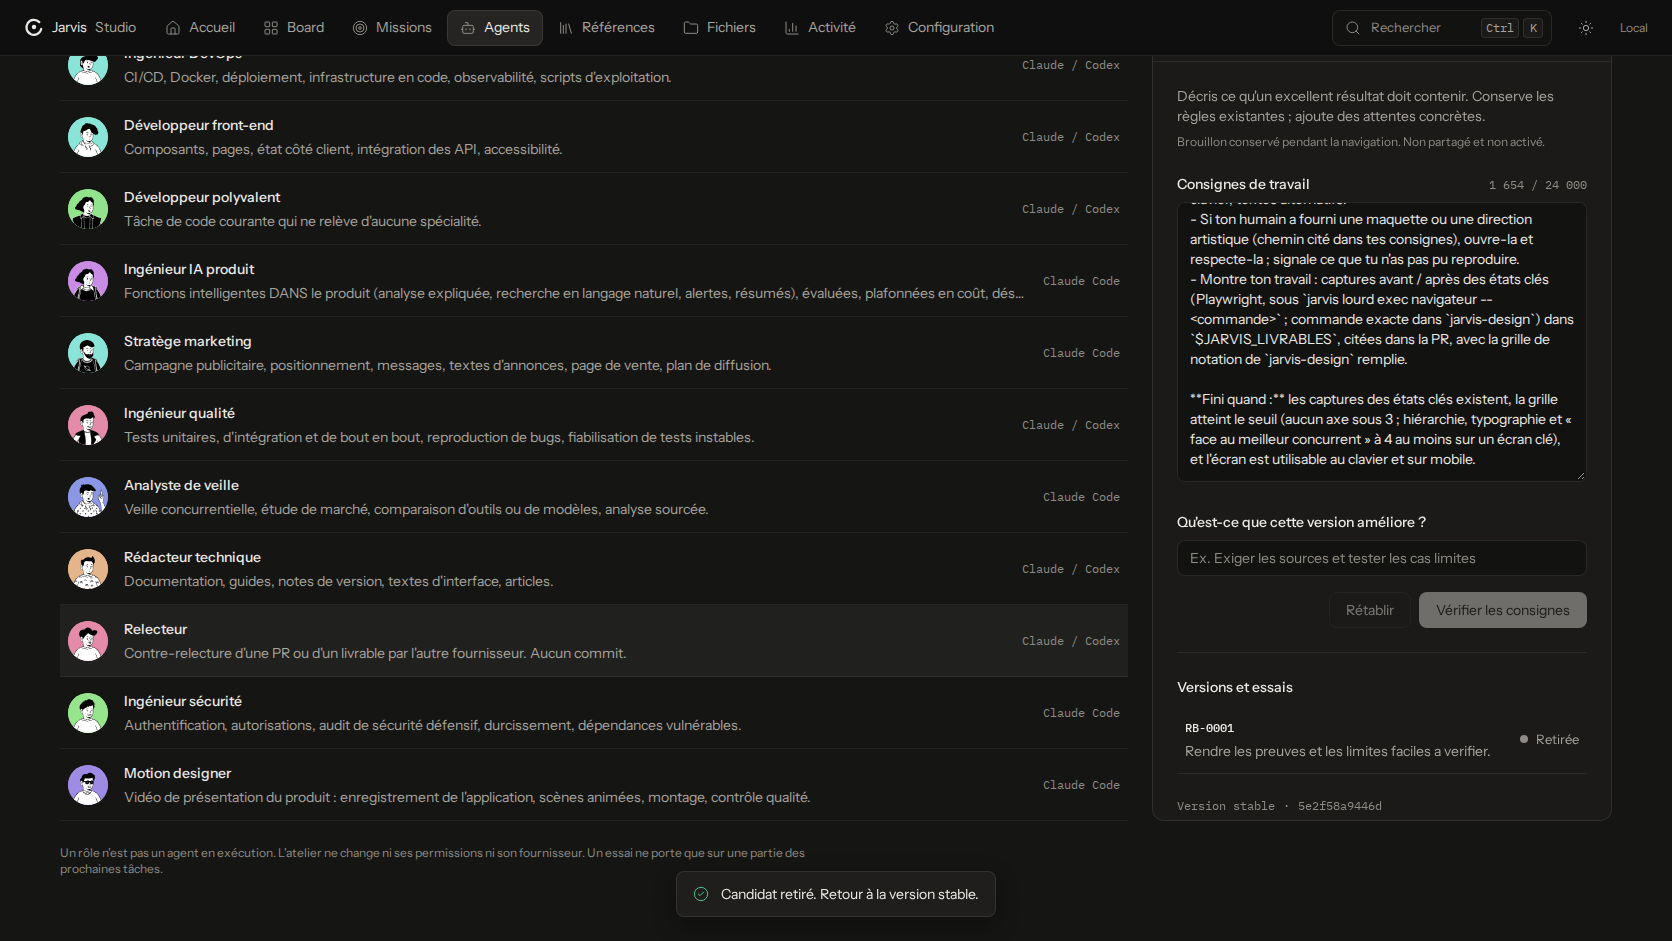 Jarvis Studio
Accueil
Board
Missions
Agents
Références
Fichiers
Activité
Configuration
Rechercher
Ctrl K
Local
Ingénieur DevOps
CI/CD, Docker, déploiement, infrastructure en code, observabilité, scripts d'exploitation.
Claude / Codex
Développeur front-end
Composants, pages, état côté client, intégration des API, accessibilité.
Claude / Codex
Développeur polyvalent
Tâche de code courante qui ne relève d'aucune spécialité.
Claude / Codex
Ingénieur IA produit
Fonctions intelligentes DANS le produit (analyse expliquée, recherche en langage naturel, alertes, résumés), évaluées, plafonnées en coût, dés...
Claude Code
Stratège marketing
Campagne publicitaire, positionnement, messages, textes d'annonces, page de vente, plan de diffusion.
Claude Code
Ingénieur qualité
Tests unitaires, d'intégration et de bout en bout, reproduction de bugs, fiabilisation de tests instables.
Claude / Codex
Analyste de veille
Veille concurrentielle, étude de marché, comparaison d'outils ou de modèles, analyse sourcée.
Claude Code
Rédacteur technique
Documentation, guides, notes de version, textes d'interface, articles.
Claude / Codex
Relecteur
Contre-relecture d'une PR ou d'un livrable par l'autre fournisseur. Aucun commit.
Claude / Codex
Ingénieur sécurité
Authentification, autorisations, audit de sécurité défensif, durcissement, dépendances vulnérables.
Claude Code
Motion designer
Vidéo de présentation du produit : enregistrement de l'application, scènes animées, montage, contrôle qualité.
Claude Code
Un rôle n'est pas un agent en exécution. L'atelier ne change ni ses permissions ni son fournisseur. Un essai ne porte que sur une partie des
prochaines tâches.
Décris ce qu'un excellent résultat doit contenir. Conserve les
règles existantes ; ajoute des attentes concrètes.
Brouillon conservé pendant la navigation. Non partagé et non activé.
Consignes de travail
1 654 / 24 000
- Si ton humain a fourni une maquette ou une direction
artistique (chemin cité dans tes consignes), ouvre-la et
respecte-la ; signale ce que tu n'as pas pu reproduire.
- Montre ton travail : captures avant / après des états clés
(Playwright, sous `jarvis lourd exec navigateur --
<commande>` ; commande exacte dans `jarvis-design`) dans
`$JARVIS_LIVRABLES`, citées dans la PR, avec la grille de
notation de `jarvis-design` remplie.
**Fini quand :** les captures des états clés existent, la grille
atteint le seuil (aucun axe sous 3 ; hiérarchie, typographie et «
face au meilleur concurrent » à 4 au moins sur un écran clé),
et l'écran est utilisable au clavier et sur mobile.
Qu'est-ce que cette version améliore ?
Ex. Exiger les sources et tester les cas limites
Rétablir
Vérifier les consignes
Versions et essais
RB-0001
Rendre les preuves et les limites faciles a verifier.
Retirée
Version stable · 5e2f58a9446d
Candidat retiré. Retour à la version stable.